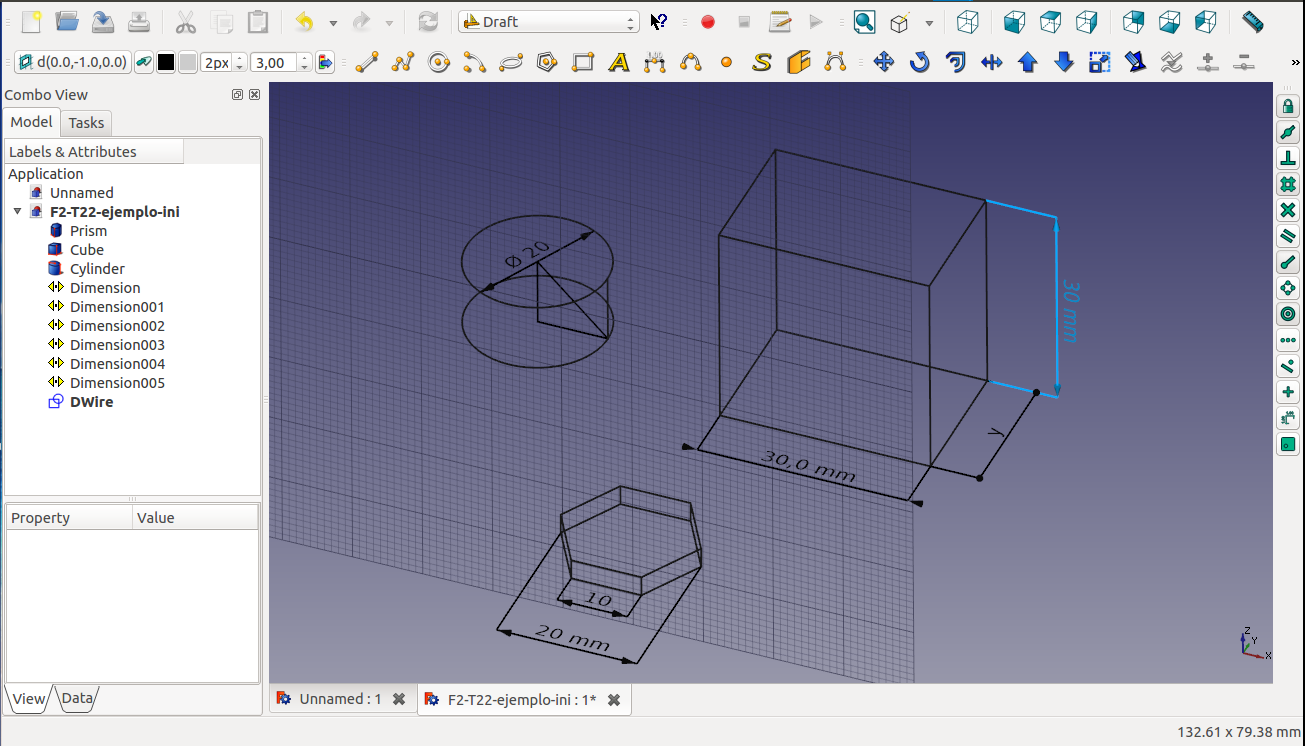 Draft
d(0.0,-1.0,0.0)
2px
3,00
Combo View
Model
Tasks
Labels & Attributes
Application
Unnamed
F2-T22-ejemplo-ini
Prism
Cube
Cylinder
Dimension
Dimension001
Dimension002
Dimension003
Dimension004
Dimension005
DWire
Property
Value
View
Data
Ø 20
30 mm
y
30,0 mm
10
20 mm
Z
Y
X
Unnamed : 1
F2-T22-ejemplo-ini : 1*
132.61 x 79.38 mm